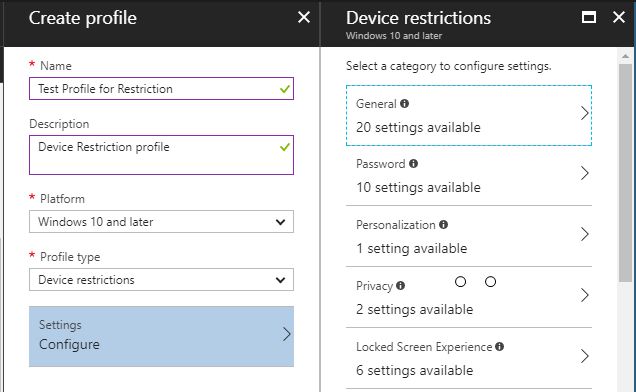 Create profile
* Name
Test Profile for Restriction
Description
Device Restriction profile
* Platform
Windows 10 and later
* Profile type
Device restrictions
Settings
Configure
Device restrictions
Windows 10 and later
Select a category to configure settings.
General
20 settings available
Password
10 settings available
Personalization
1 setting available
Privacy
2 settings available
Locked Screen Experience
6 settings available